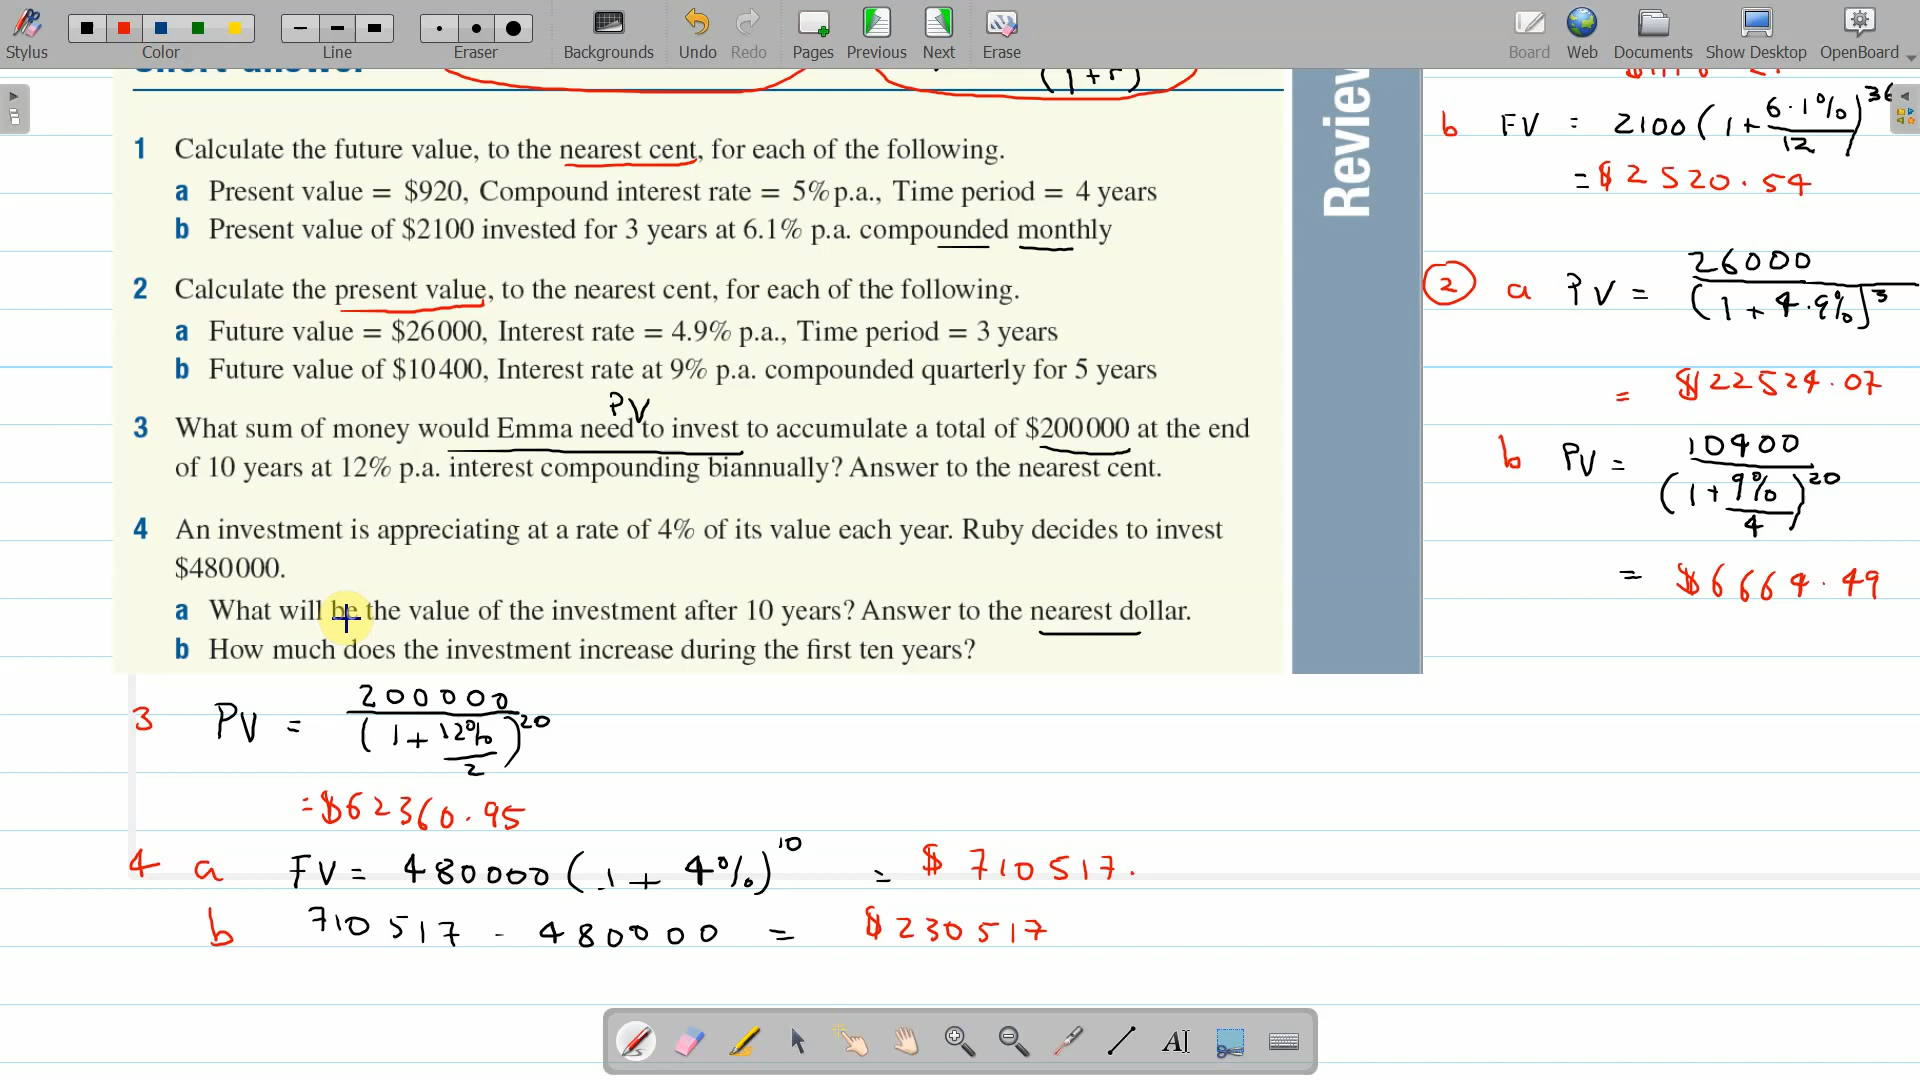 Stylus Color Line Eraser Backgrounds Undo Redo Pages Previous Next Erase Board Web Documents Show Desktop OpenBoard
Short answer
(1+r)
Review
1 Calculate the future value, to the nearest cent, for each of the following.
a Present value = $920, Compound interest rate = 5% p.a., Time period = 4 years
b Present value of $2100 invested for 3 years at 6.1% p.a. compounded monthly
2 Calculate the present value, to the nearest cent, for each of the following.
a Future value = $26000, Interest rate = 4.9% p.a., Time period = 3 years
b Future value of $10400, Interest rate at 9% p.a. compounded quarterly for 5 years
PV
3 What sum of money would Emma need to invest to accumulate a total of $200000 at the end
of 10 years at 12% p.a. interest compounding biannually? Answer to the nearest cent.
4 An investment is appreciating at a rate of 4% of its value each year. Ruby decides to invest
$480000.
a What will be the value of the investment after 10 years? Answer to the nearest dollar.
b How much does the investment increase during the first ten years?
b FV = 2100 (1 + 6.1%/12)^36
= $2520.54
2 a PV = 26000/(1 + 4.9%)^3
= $22524.07
b PV = 10400/(1 + 9%/4)^20
= $6664.49
3 PV = 200000/(1 + 12%/2)^20
= $62360.95
4 a FV = 480000 (1 + 4%)^10 = $710517.
b 710517 - 480000 = $230517